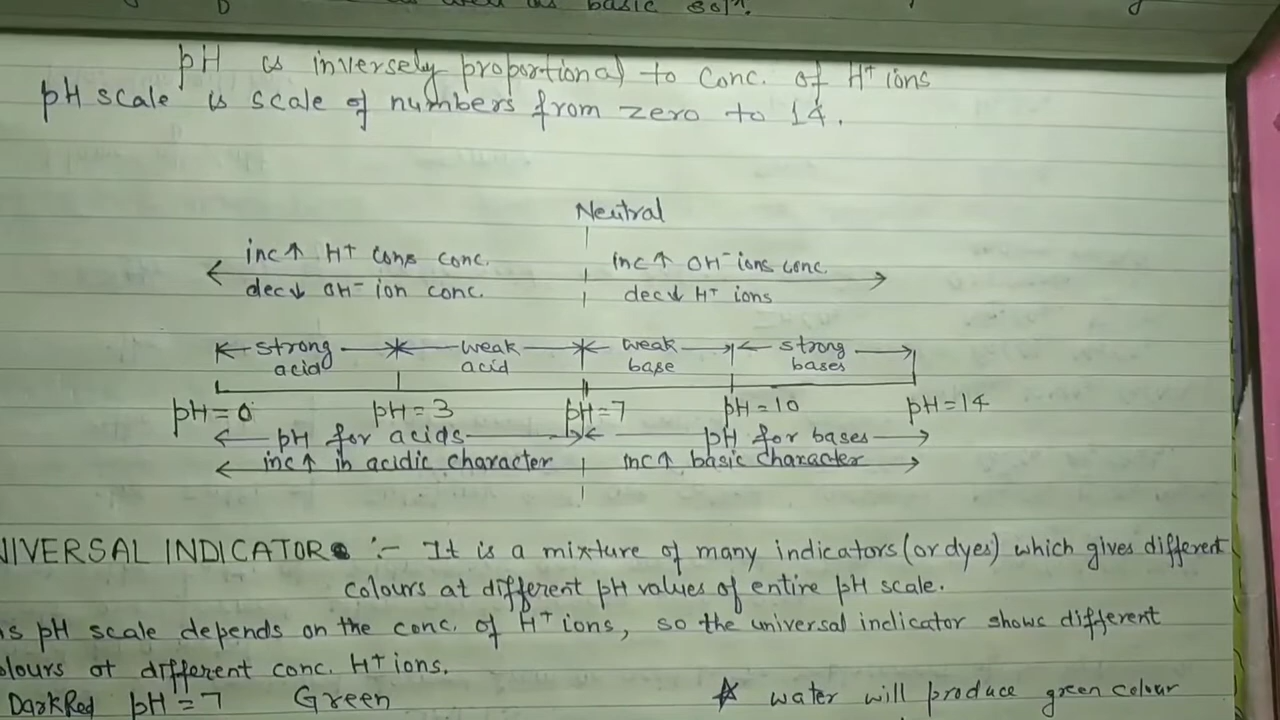 basic solⁿ.
pH is inversely proportional to conc. of H⁺ ions
pH scale is scale of numbers from zero to 14.
Neutral
inc↑ H⁺ conc. inc↑ OH⁻ ions conc.
dec↓ OH⁻ ion conc. dec↓ H⁺ ions
strong acid weak acid weak base strong bases
pH=0 pH=3 pH=7 pH=10 pH=14
pH for acids pH for bases
inc↑ in acidic character inc↑ basic character
NIVERSAL INDICATOR :- It is a mixture of many indicators (or dyes) which gives different
colours at different pH values of entire pH scale.
s pH scale depends on the conc. of H⁺ ions, so the universal indicator shows different
lours at different conc. H⁺ ions.
Dark Red pH=7 Green ☆ water will produce green colour